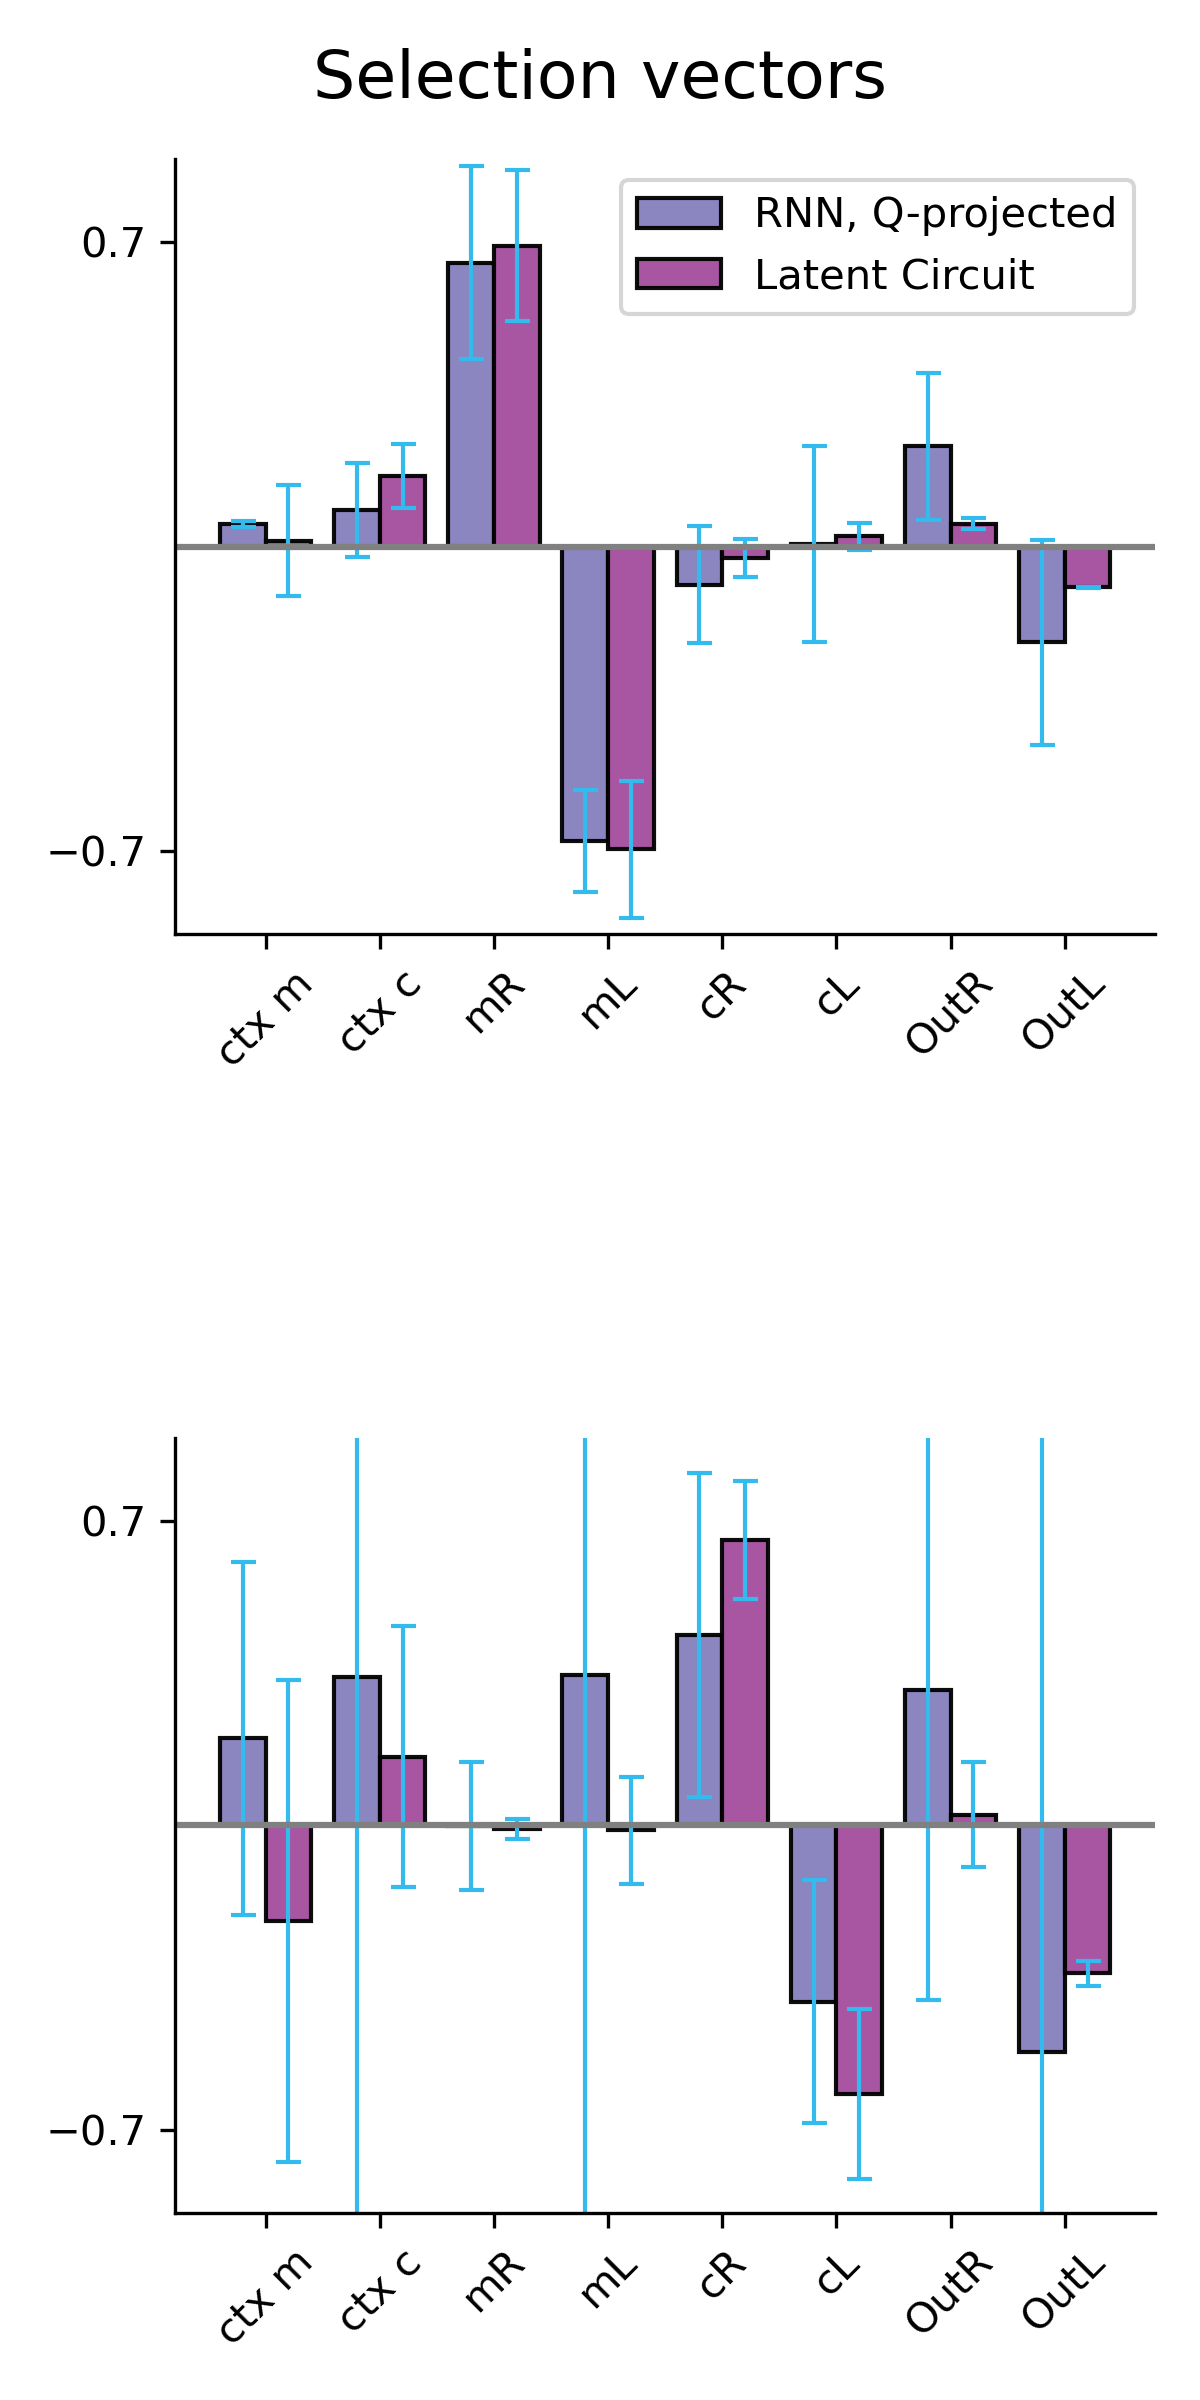 Selection vectors
RNN, Q-projected
Latent Circuit
0.7
−0.7
ctx m
ctx c
mR
mL
cR
cL
OutR
OutL
0.7
−0.7
ctx m
ctx c
mR
mL
cR
cL
OutR
OutL